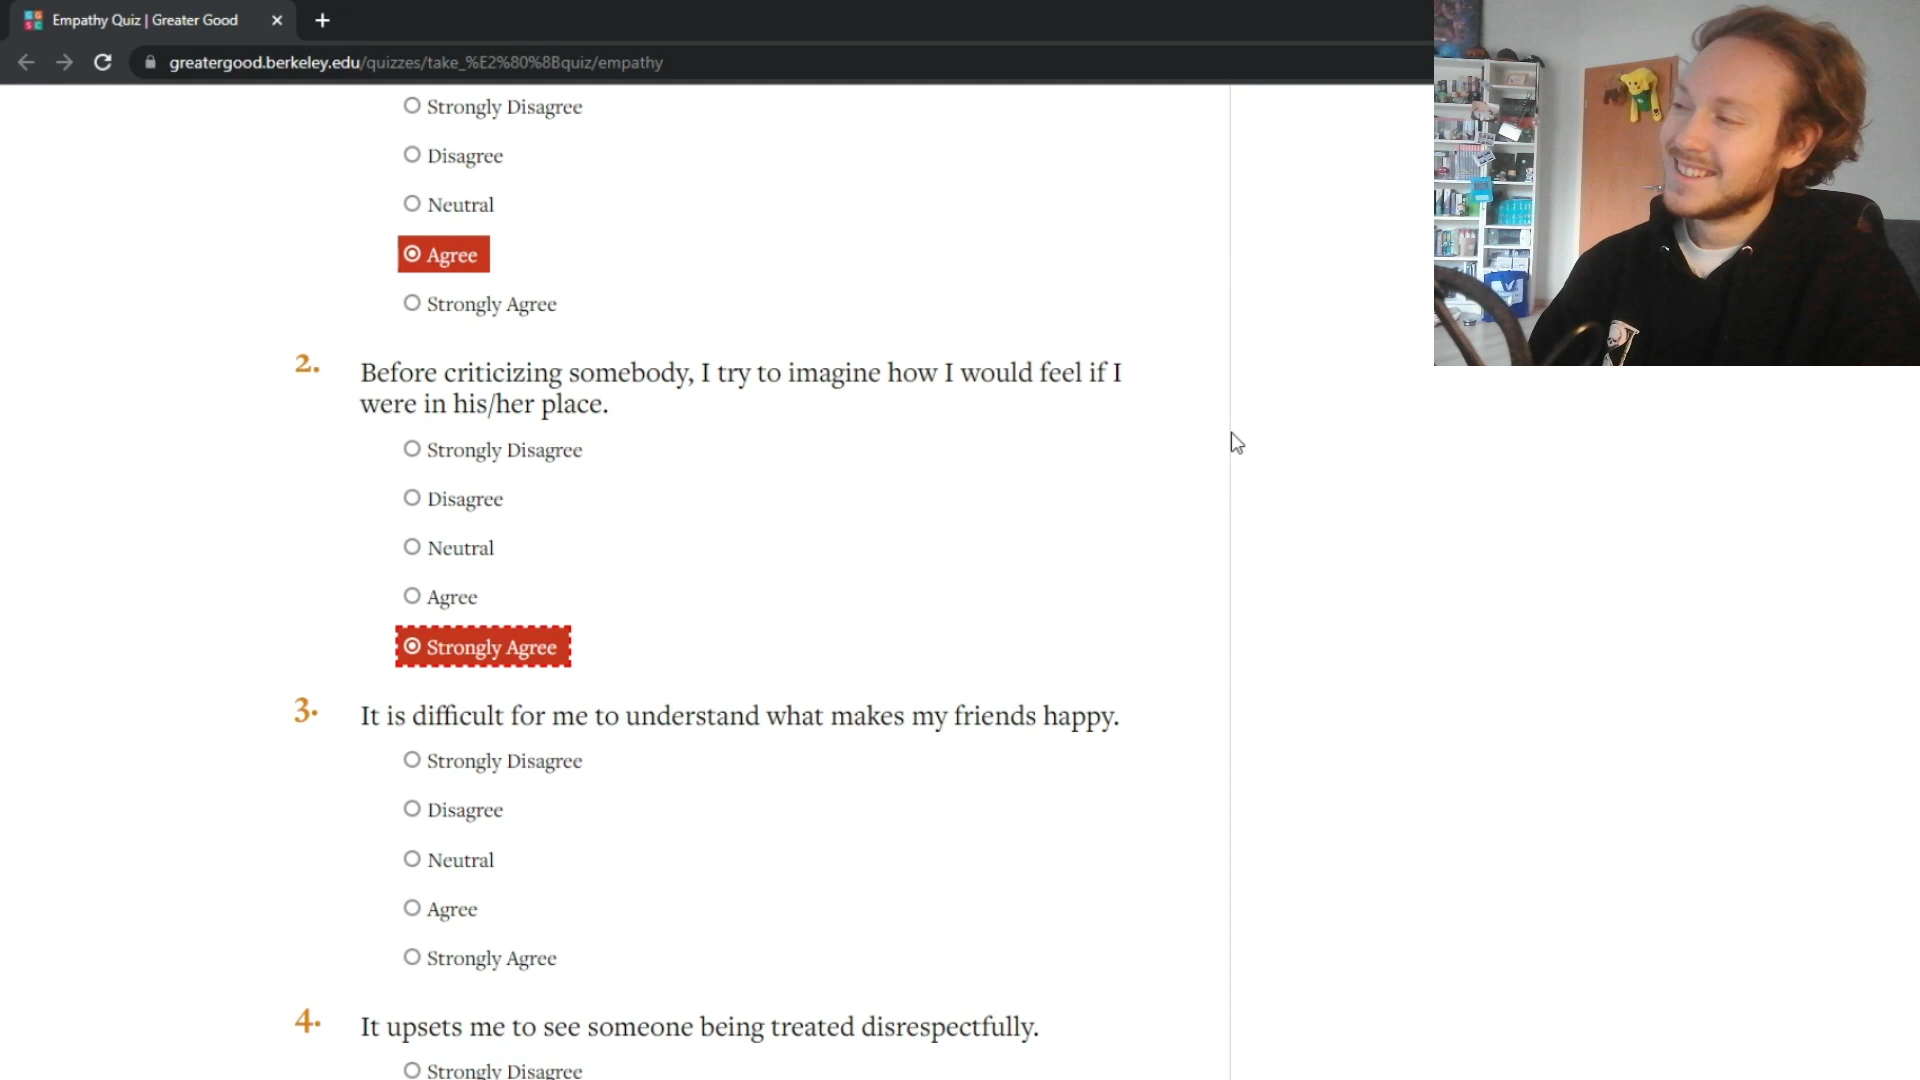 Empathy Quiz | Greater Good
greatergood.berkeley.edu/quizzes/take_%E2%80%8Bquiz/empathy
Strongly Disagree
Disagree
Neutral
Agree
Strongly Agree
2. Before criticizing somebody, I try to imagine how I would feel if I
were in his/her place.
Strongly Disagree
Disagree
Neutral
Agree
Strongly Agree
3. It is difficult for me to understand what makes my friends happy.
Strongly Disagree
Disagree
Neutral
Agree
Strongly Agree
4. It upsets me to see someone being treated disrespectfully.
Strongly Disagree